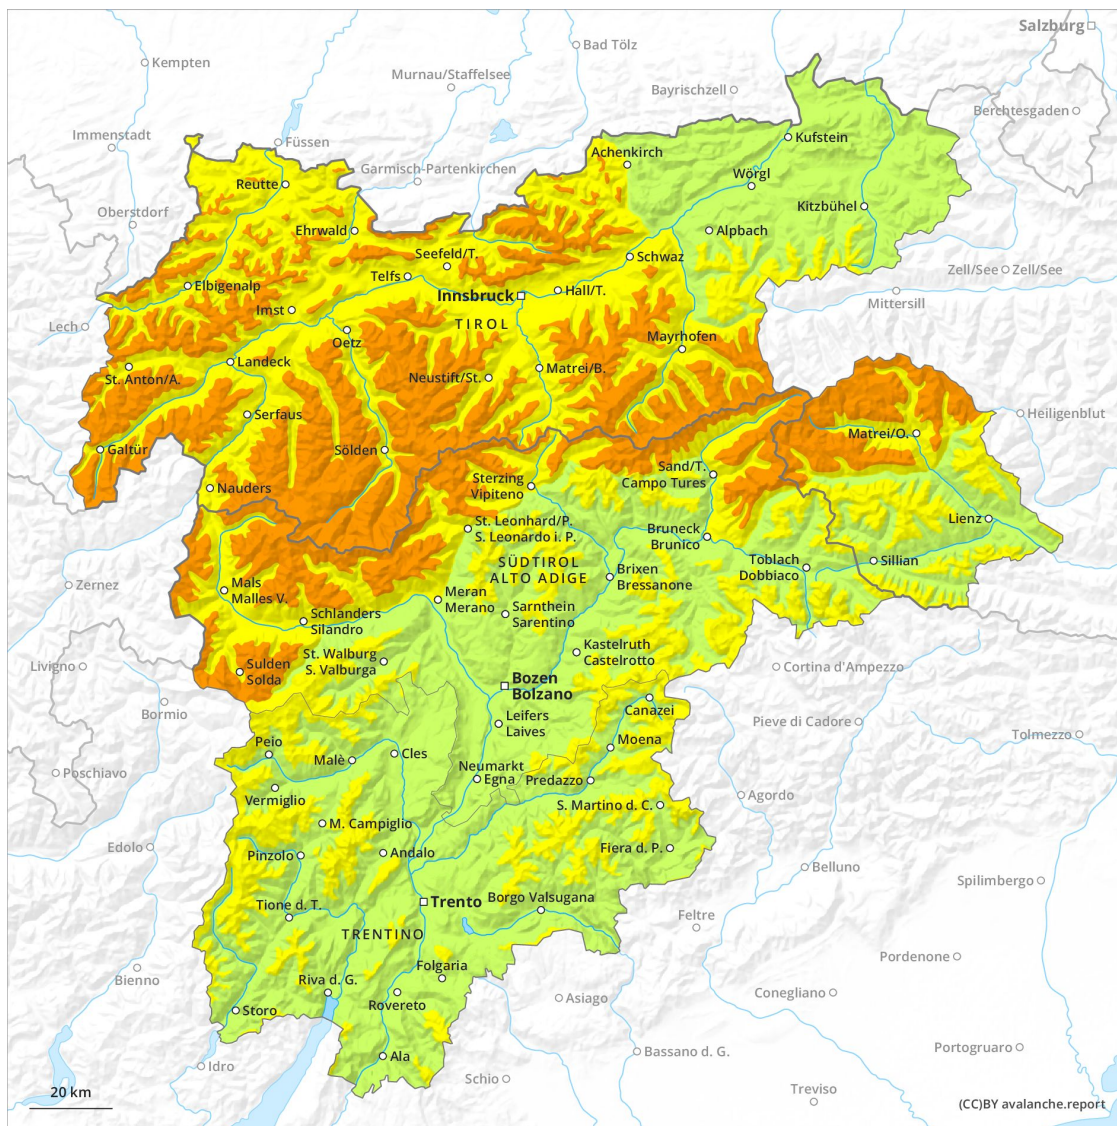 Salzburg
Bad Tölz
Kempten
Murnau/Staffelsee
Bayrischzell
Berchtesgaden
Immenstadt
Füssen
Kufstein
Achenkirch
Garmisch-Partenkirchen
Wörgl
Reutte
Kitzbühel
Oberstdorf
Ehrwald
Alpbach
Seefeld/T.
Schwaz
Telfs
Zell/See
Zell/See
Elbigenalp
Innsbruck
Hall/T.
Mittersill
Imst
TIROL
Lech
Oetz
Mayrhofen
Landeck
Matrei/B.
St. Anton/A.
Neustift/St.
Serfaus
Heiligenblut
Matrei/O.
Galtür
Sölden
Sand/T.
Campo Tures
Sterzing
Vipiteno
Nauders
St. Leonhard/P.
S. Leonardo i. P.
Lienz
Bruneck
Brunico
SÜDTIROL
ALTO ADIGE
Toblach
Dobbiaco
Sillian
Zernez
Mals
Malles V.
Brixen
Bressanone
Meran
Merano
Schlanders
Silandro
Sarnthein
Sarentino
St. Walburg
S. Valburga
Kastelruth
Castelrotto
Livigno
Sulden
Solda
Cortina d'Ampezzo
Bozen
Bolzano
Bormio
Canazei
Leifers
Laives
Pieve di Cadore
Tolmezzo
Peio
Moena
Malè
Cles
Poschiavo
Neumarkt
Egna
Predazzo
Vermiglio
Agordo
S. Martino d. C.
M. Campiglio
Edolo
Pinzolo
Andalo
Fiera d. P.
Belluno
Spilimbergo
Borgo Valsugana
Tione d. T.
Trento
Feltre
TRENTINO
Pordenone
Folgaria
Bienno
Riva d. G.
Conegliano
Asiago
Rovereto
Storo
Portogruaro
Bassano d. G.
Ala
Idro
Schio
Treviso
20 km
(CC)BY avalanche.report